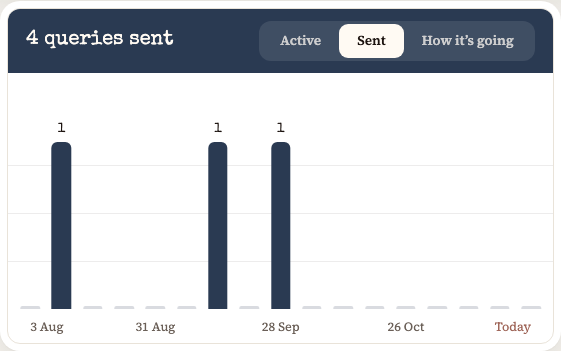 4 queries sent
Active Sent How it’s going
1 1 1
3 Aug 31 Aug 28 Sep 26 Oct Today